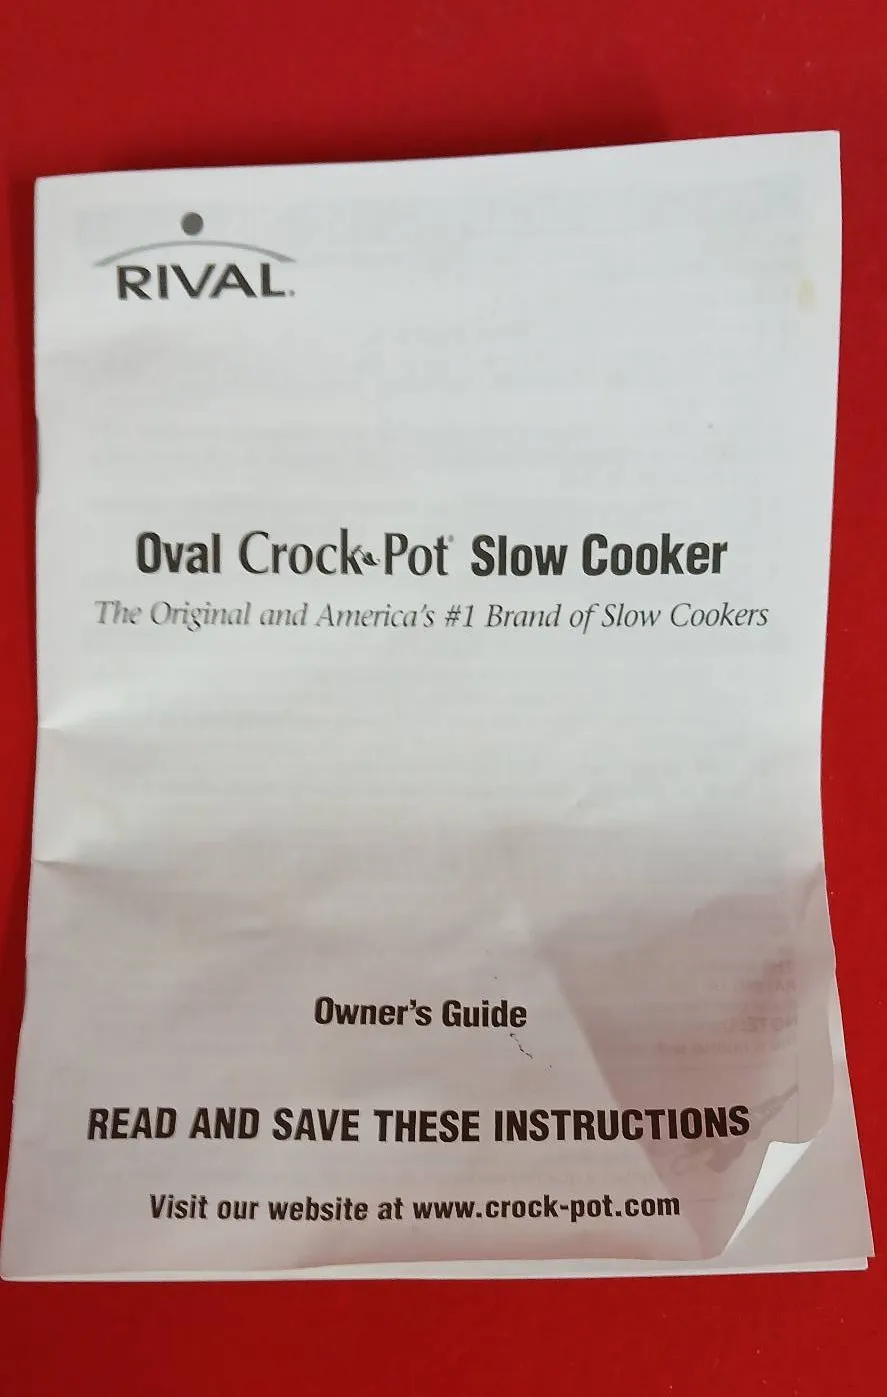 RIVAL.
Oval Crock-Pot® Slow Cooker
The Original and America's #1 Brand of Slow Cookers
Owner's Guide
READ AND SAVE THESE INSTRUCTIONS
Visit our website at www.crock-pot.com